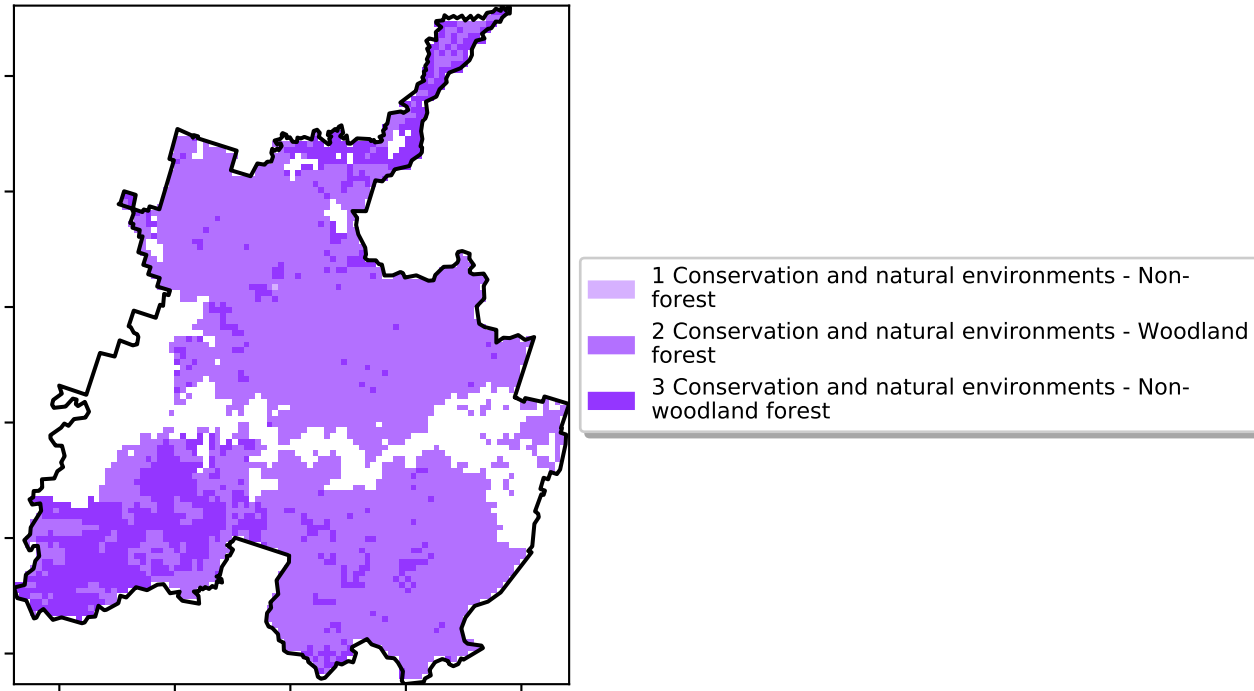 1 Conservation and natural environments - Non-
forest
2 Conservation and natural environments - Woodland
forest
3 Conservation and natural environments - Non-
woodland forest